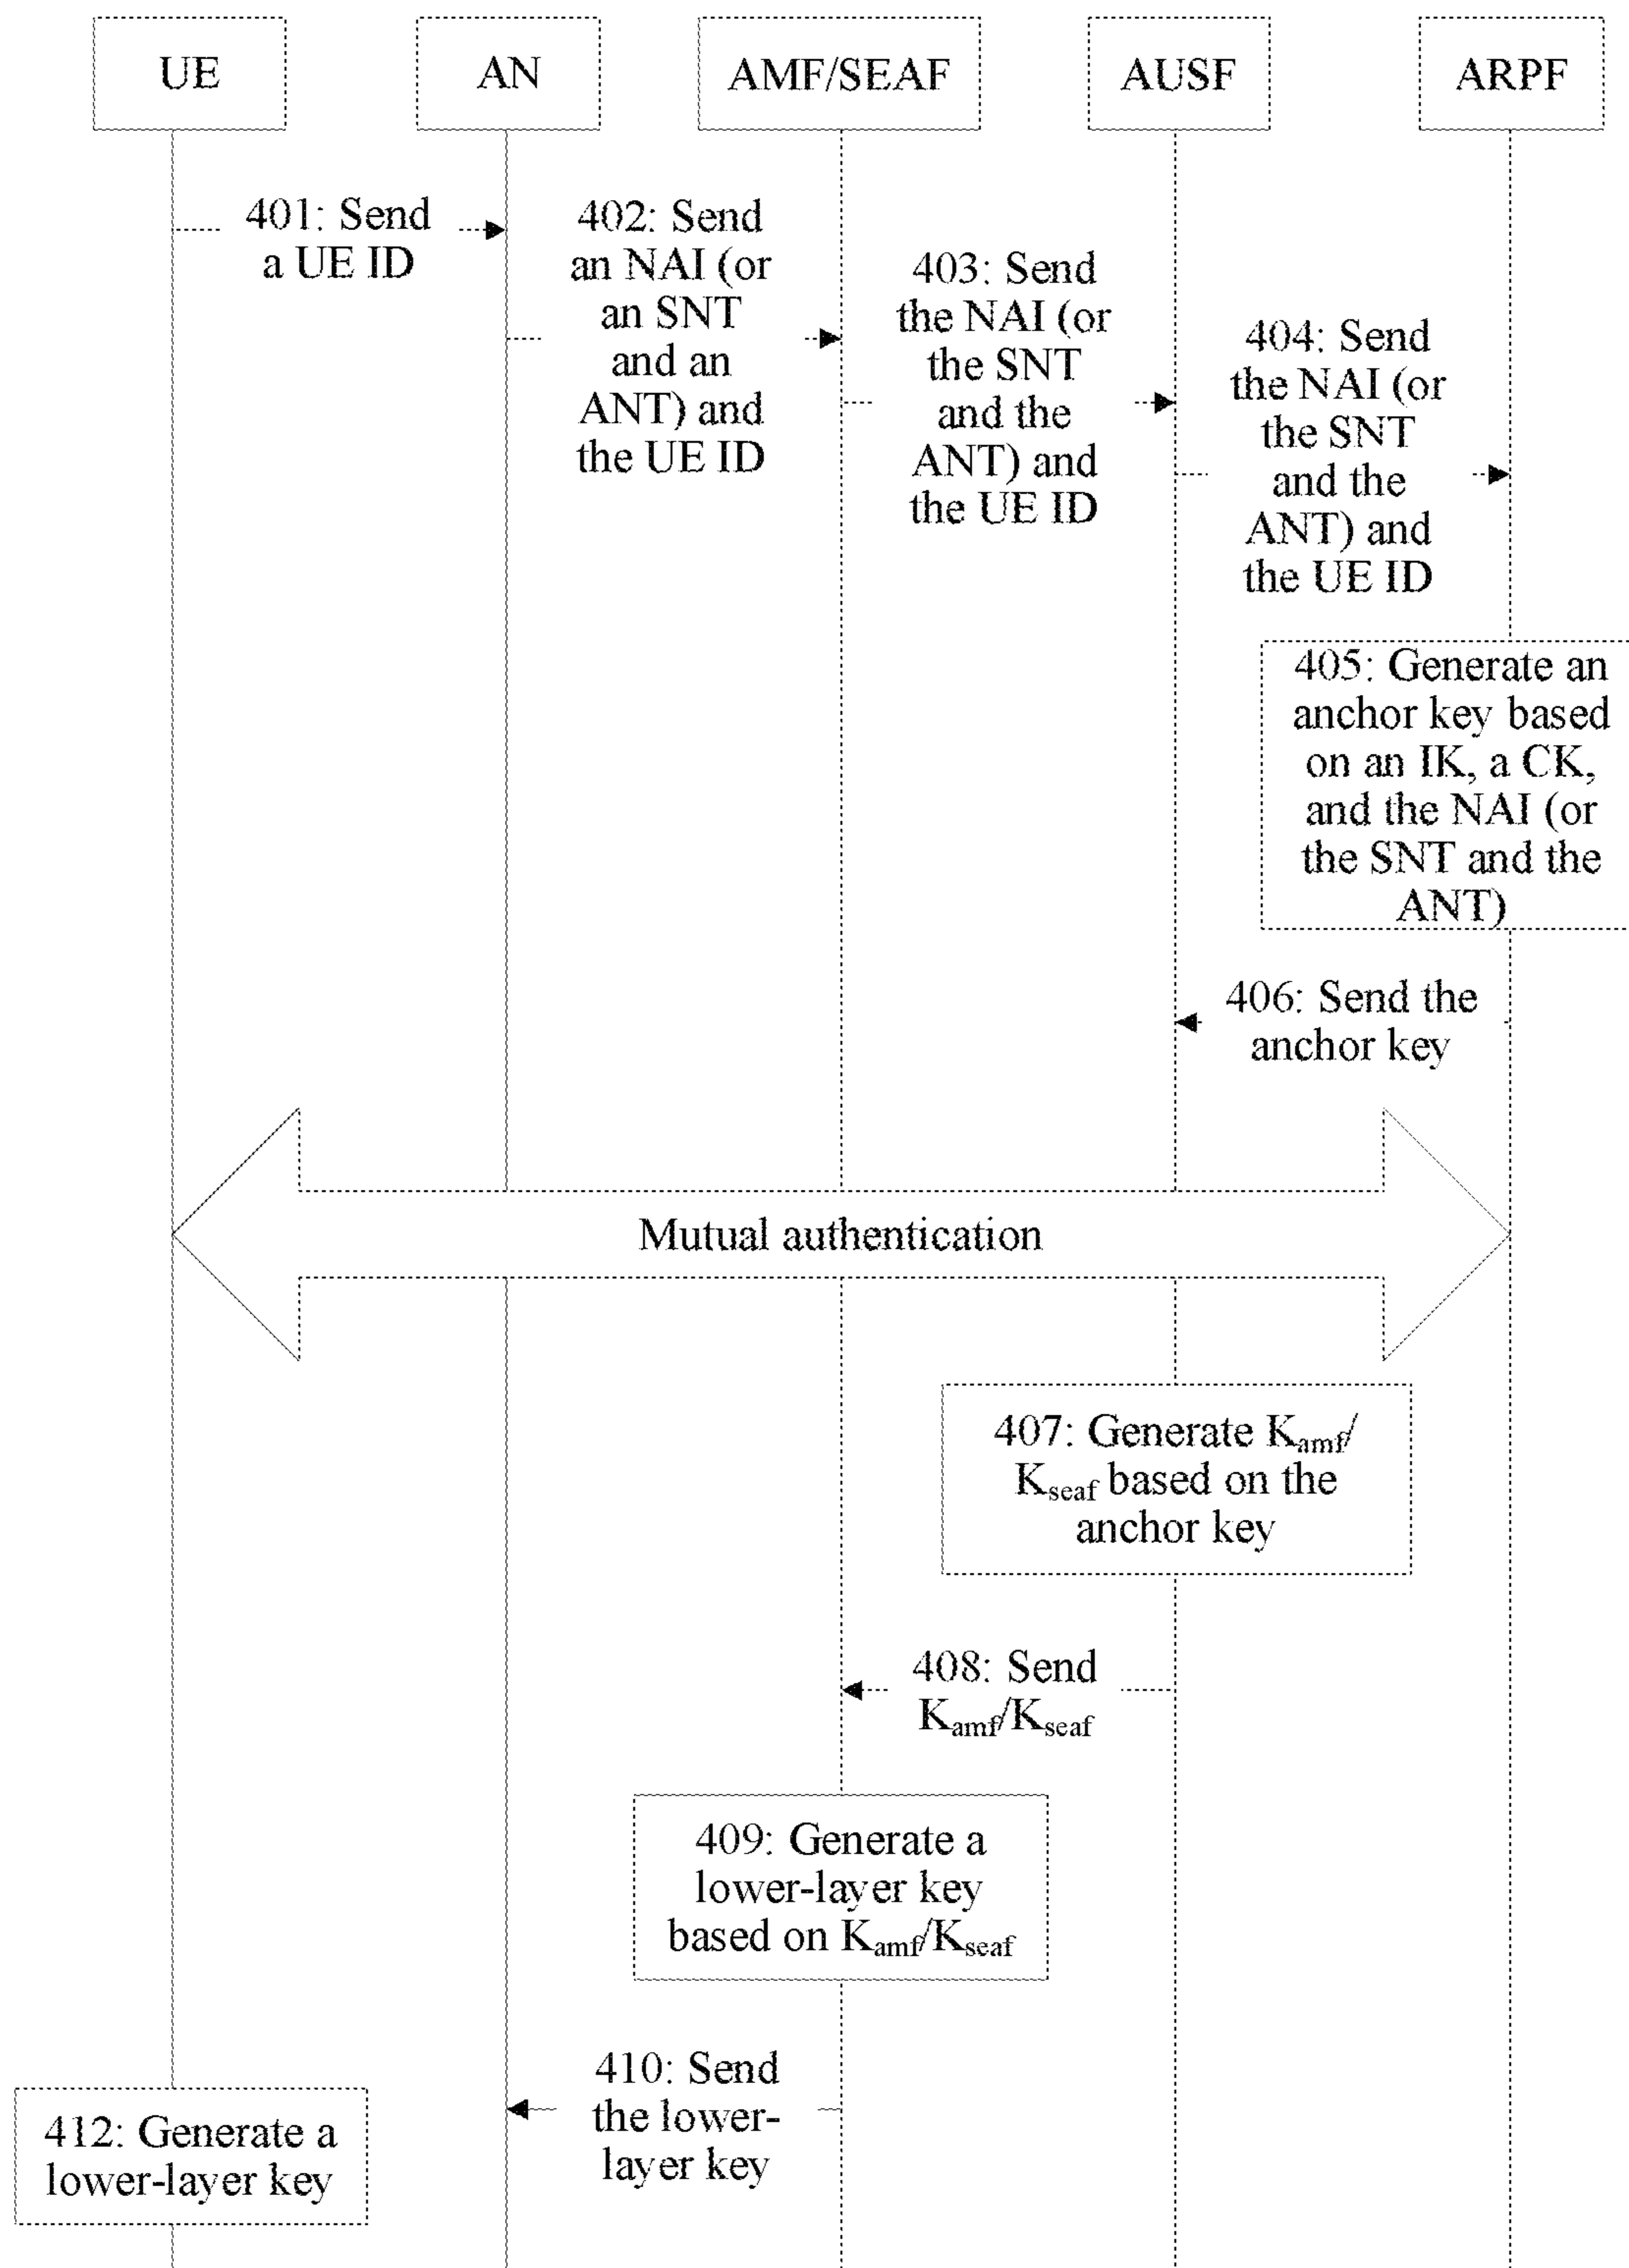 UE
AN
AMF/SEAF
AUSF
ARPF
401: Send
a UE ID
402: Send
an NAI (or
an SNT
and an
ANT) and
the UE ID
403: Send
the NAI (or
the SNT
and the
ANT) and
the UE ID
404: Send
the NAI (or
the SNT
and the
ANT) and
the UE ID
405: Generate an
anchor key based
on an IK, a CK,
and the NAI (or
the SNT and the
ANT)
406: Send the
anchor key
Mutual authentication
407: Generate Kamf/
Kseaf based on the
anchor key
408: Send
Kamf/Kseaf
409: Generate a
lower-layer key
based on Kamf/Kseaf
410: Send
the lower-
layer key
412: Generate a
lower-layer key